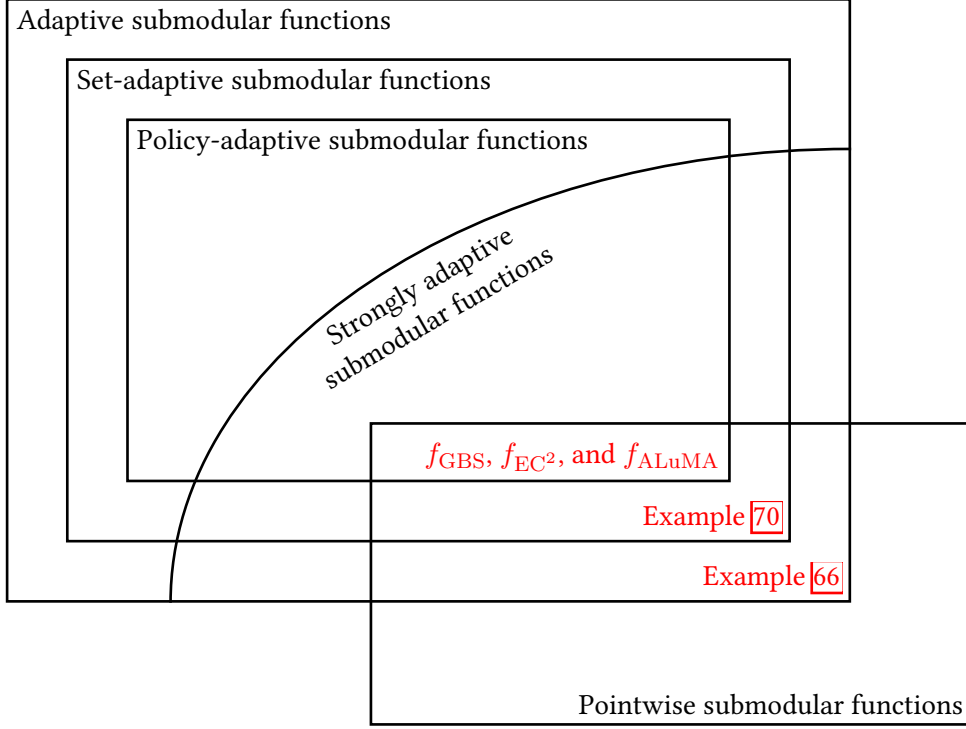 Adaptive submodular functions
Set-adaptive submodular functions
Policy-adaptive submodular functions
Strongly adaptive
submodular functions
f_GBS, f_EC², and f_ALuMA
Example 70
Example 66
Pointwise submodular functions